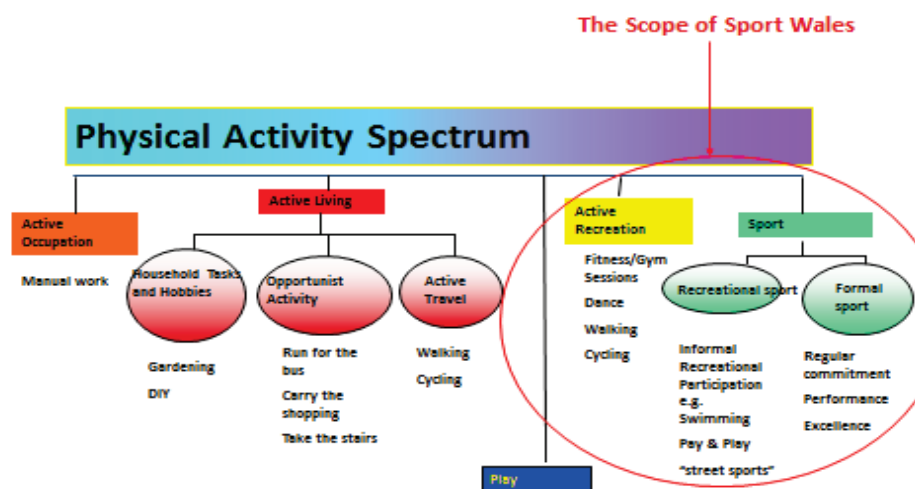 The Scope of Sport Wales
Physical Activity Spectrum
Active
Occupation
Manual work
Active Living
Household Tasks
and Hobbies
Gardening
DIY
Opportunist
Activity
Run for the
bus
Carry the
shopping
Take the stairs
Active
Travel
Walking
Cycling
Play
Active
Recreation
Fitness/Gym
Sessions
Dance
Walking
Cycling
Sport
Recreational sport
Informal
Recreational
Participation
e.g.
Swimming
Pay & Play
"street sports"
Formal
sport
Regular
commitment
Performance
Excellence